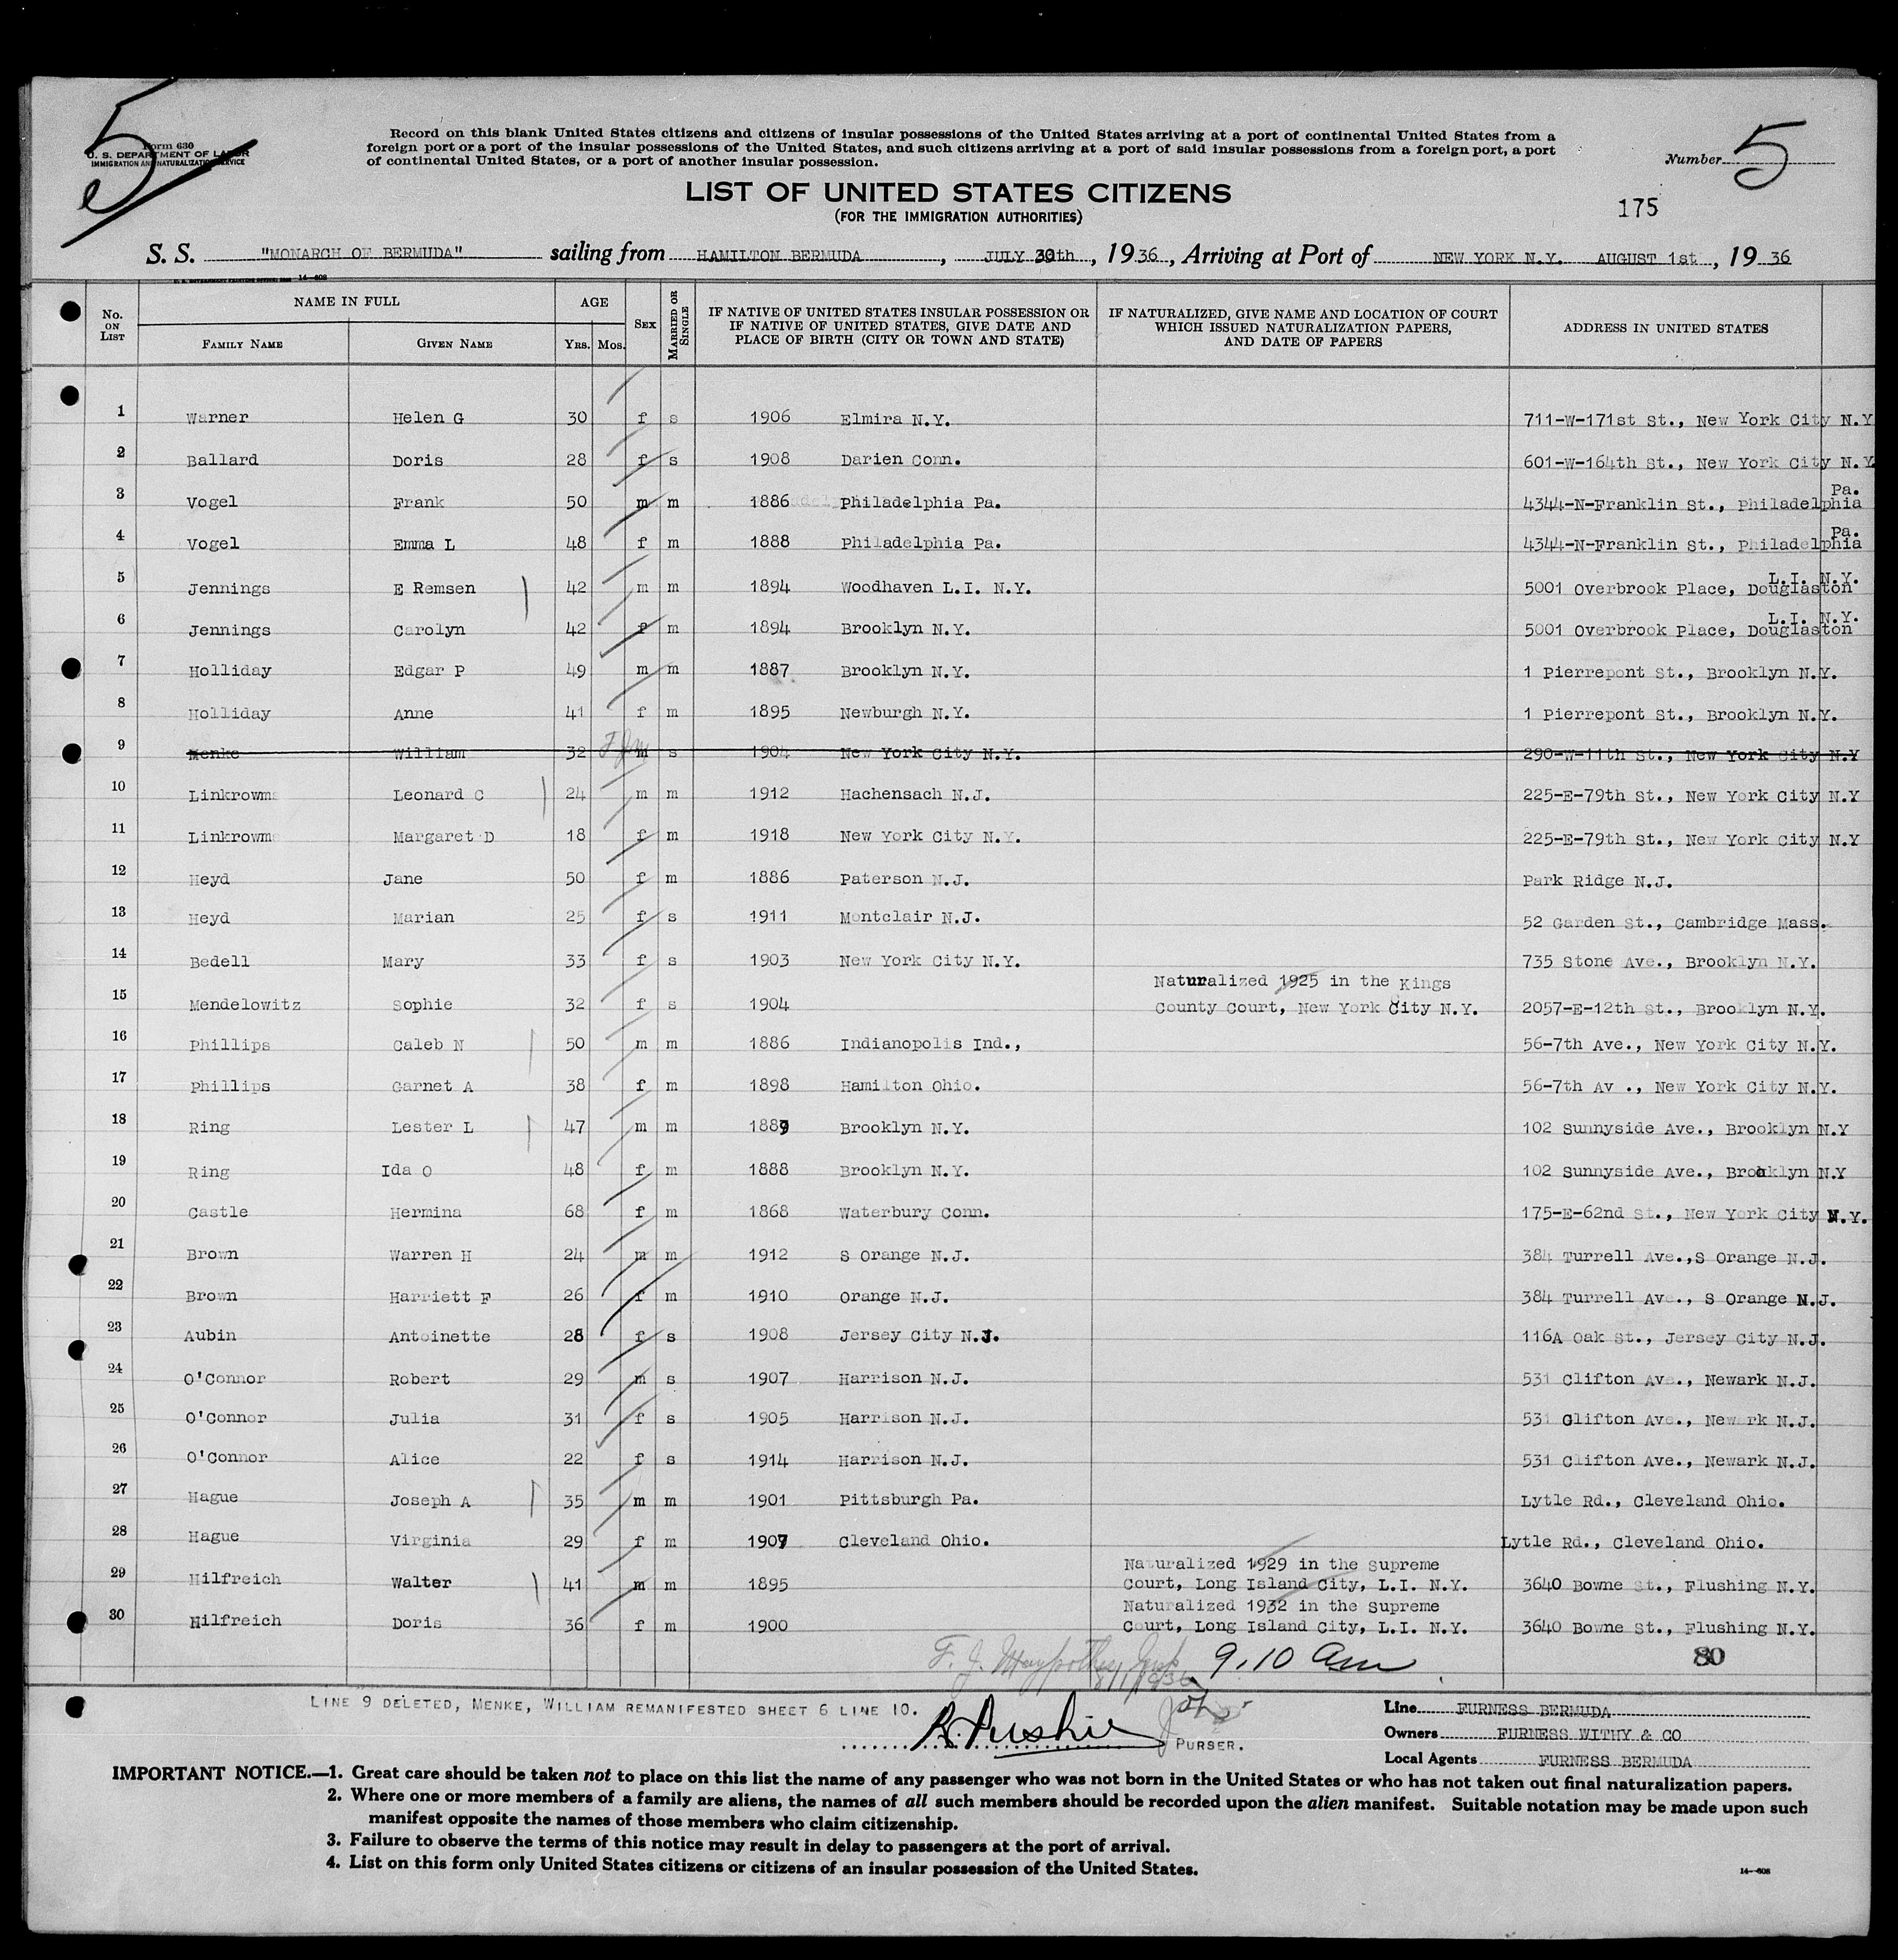 5
e
Form 630
U. S. DEPARTMENT OF LABOR
IMMIGRATION AND NATURALIZATION SERVICE
Record on this blank United States citizens and citizens of insular possessions of the United States arriving at a port of continental United States from a
foreign port or a port of the insular possessions of the United States, and such citizens arriving at a port of said insular possessions from a foreign port, a port
of continental United States, or a port of another insular possession.
Number 5
LIST OF UNITED STATES CITIZENS
(FOR THE IMMIGRATION AUTHORITIES)
175
S. S. "MONARCH OF BERMUDA" sailing from HAMILTON BERMUDA, JULY 30th, 1936, Arriving at Port of NEW YORK N.Y. AUGUST 1st, 19 36
14-608
No. ON LIST NAME IN FULL AGE SEX MARRIED OR SINGLE IF NATIVE OF UNITED STATES INSULAR POSSESSION OR IF NATIVE OF UNITED STATES, GIVE DATE AND PLACE OF BIRTH (CITY OR TOWN AND STATE) IF NATURALIZED, GIVE NAME AND LOCATION OF COURT WHICH ISSUED NATURALIZATION PAPERS, AND DATE OF PAPERS ADDRESS IN UNITED STATES
FAMILY NAME GIVEN NAME YRS. MOS.
1 Warner Helen G 30 f s 1906 Elmira N.Y. 711-W-171st St., New York City N.Y
2 Ballard Doris 28 f s 1908 Darien Conn. 601-W-164th St., New York City N.Y.
3 Vogel Frank 50 m m 1886 Philadelphia Pa. 4344-N-Franklin St., Philadelphia Pa.
4 Vogel Emma L 48 f m 1888 Philadelphia Pa. 4344-N-Franklin St., Philadelphia Pa.
5 Jennings E Remsen 42 m m 1894 Woodhaven L.I. N.Y. 5001 Overbrook Place, Douglaston L.I. N.Y.
6 Jennings Carolyn 42 f m 1894 Brooklyn N.Y. 5001 Overbrook Place, Douglaston L.I. N.Y.
7 Holliday Edgar P 49 m m 1887 Brooklyn N.Y. 1 Pierrepont St., Brooklyn N.Y.
8 Holliday Anne 41 f m 1895 Newburgh N.Y. 1 Pierrepont St., Brooklyn N.Y.
9 Menke William 32 m s 1904 New York City N.Y. 290-W-11th St., New York City N.Y
10 Linkrowm Leonard C 24 m m 1912 Hachensach N.J. 225-E-79th St., New York City N.Y
11 Linkrowm Margaret D 18 f m 1918 New York City N.Y. 225-E-79th St., New York City N.Y
12 Heyd Jane 50 f m 1886 Paterson N.J. Park Ridge N.J.
13 Heyd Marian 25 f s 1911 Montclair N.J. 52 Garden St., Cambridge Mass.
14 Bedell Mary 33 f s 1903 New York City N.Y. 735 Stone Ave., Brooklyn N.Y.
Naturalized 1925 in the Kings
15 Mendelowitz Sophie 32 f s 1904 County Court, New York City N.Y. 2057-E-12th St., Brooklyn N.Y.
16 Phillips Caleb N 50 m m 1886 Indianopolis Ind., 56-7th Ave., New York City N.Y.
17 Phillips Garnet A 38 f m 1898 Hamilton Ohio. 56-7th Av ., New York City N.Y.
18 Ring Lester L 47 m m 1889 Brooklyn N.Y. 102 Sunnyside Ave., Brooklyn N.Y
19 Ring Ida O 48 f m 1888 Brooklyn N.Y. 102 Sunnyside Ave., Brooklyn N.Y
20 Castle Hermina 68 f m 1868 Waterbury Conn. 175-E-62nd St., New York City N.Y.
21 Brown Warren H 24 m m 1912 S Orange N.J. 384 Turrell Ave.,S Orange N.J.
22 Brown Harriett F 26 f m 1910 Orange N.J. 384 Turrell Ave., S Orange N.J.
23 Aubin Antoinette 28 f s 1908 Jersey City N.J. 116A Oak St., Jersey City N.J.
24 O'Connor Robert 29 m s 1907 Harrison N.J. 531 Clifton Ave., Newark N.J.
25 O'Connor Julia 31 f s 1905 Harrison N.J. 531 Glifton Ave., Newark N.J.
26 O'Connor Alice 22 f s 1914 Harrison N.J. 531 Clifton Ave., Newark N.J.
27 Hague Joseph A 35 m m 1901 Pittsburgh Pa. Lytle Rd., Cleveland Ohio.
28 Hague Virginia 29 f m 1907 Cleveland Ohio. Lytle Rd., Cleveland Ohio.
Naturalized 1929 in the Supreme
29 Hilfreich Walter 41 m m 1895 Court, Long Island City, L.I. N.Y. 3640 Bowne St., Flushing N.Y.
Naturalized 1932 in the Supreme
30 Hilfreich Doris 36 f m 1900 Court, Long Island City, L.I. N.Y. 3640 Bowne St., Flushing N.Y.
9.10 am
30
LINE 9 DELETED, MENKE, WILLIAM REMANIFESTED SHEET 6 LINE 10.
PURSER.
Line FURNESS BERMUDA
Owners FURNESS WITHY & CO
Local Agents FURNESS BERMUDA
IMPORTANT NOTICE.—1. Great care should be taken not to place on this list the name of any passenger who was not born in the United States or who has not taken out final naturalization papers.
2. Where one or more members of a family are aliens, the names of all such members should be recorded upon the alien manifest. Suitable notation may be made upon such
manifest opposite the names of those members who claim citizenship.
3. Failure to observe the terms of this notice may result in delay to passengers at the port of arrival.
4. List on this form only United States citizens or citizens of an insular possession of the United States.
14-608